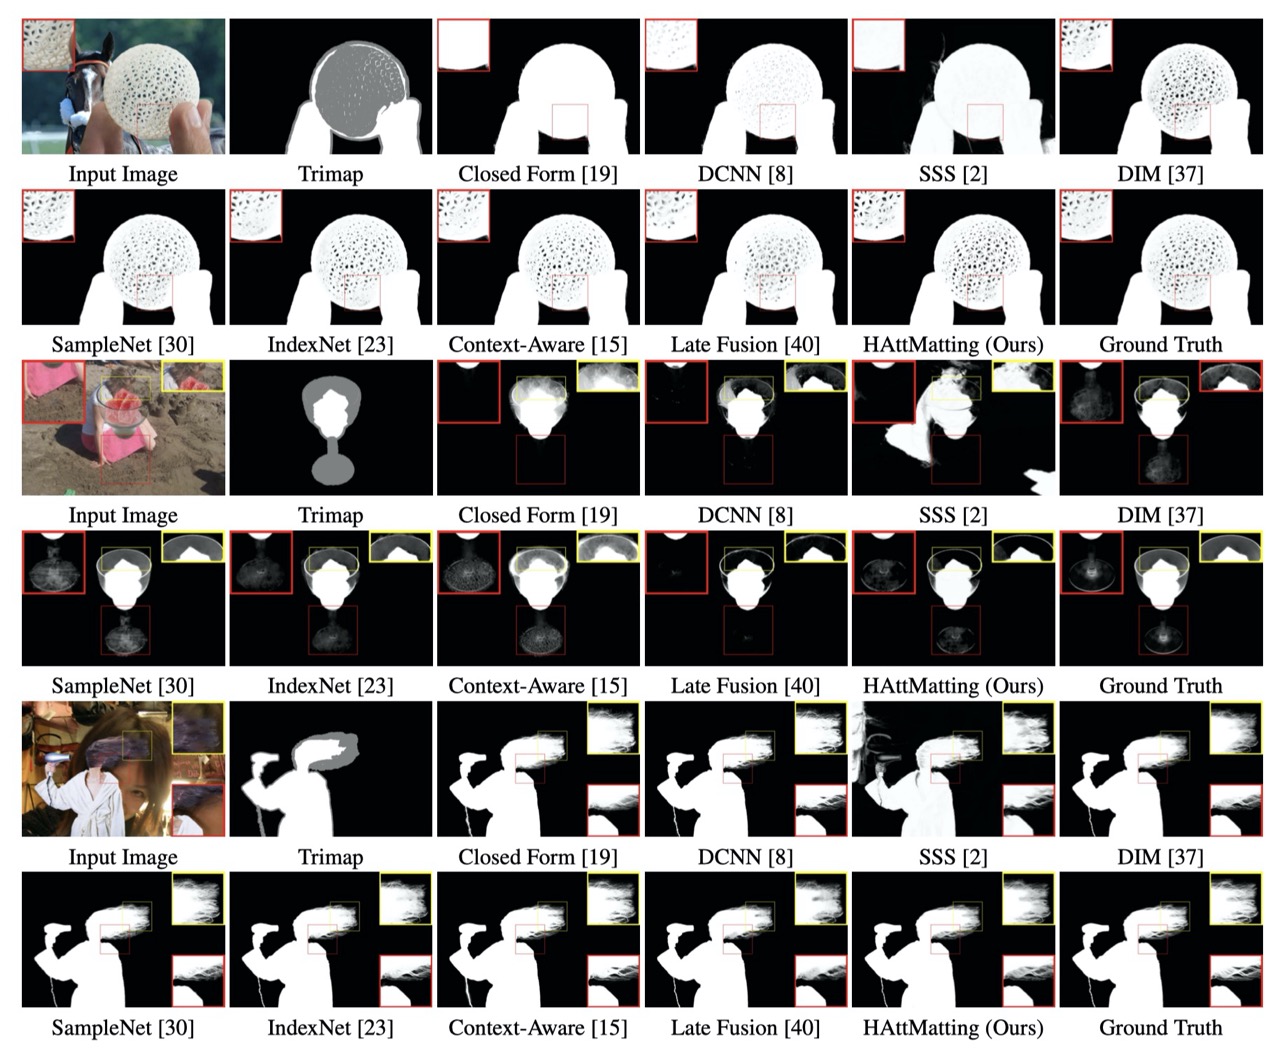 Input Image Trimap Closed Form [19] DCNN [8] SSS [2] DIM [37]
SampleNet [30] IndexNet [23] Context-Aware [15] Late Fusion [40] HAttMatting (Ours) Ground Truth
Input Image Trimap Closed Form [19] DCNN [8] SSS [2] DIM [37]
SampleNet [30] IndexNet [23] Context-Aware [15] Late Fusion [40] HAttMatting (Ours) Ground Truth
Input Image Trimap Closed Form [19] DCNN [8] SSS [2] DIM [37]
SampleNet [30] IndexNet [23] Context-Aware [15] Late Fusion [40] HAttMatting (Ours) Ground Truth